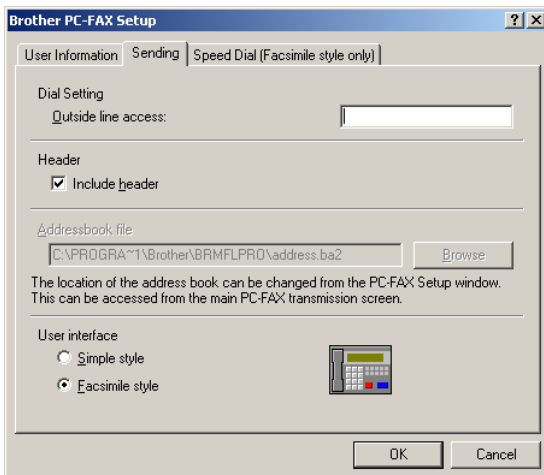 Brother PC-FAX Setup
User Information Sending Speed Dial (Facsimile style only)
Dial Setting
Outside line access:
Header
Include header
Addressbook file
C:\PROGRA~1\Brother\BRMFLPRO\address.ba2 Browse
The location of the address book can be changed from the PC-FAX Setup window.
This can be accessed from the main PC-FAX transmission screen.
User interface
Simple style
Facsimile style
OK Cancel